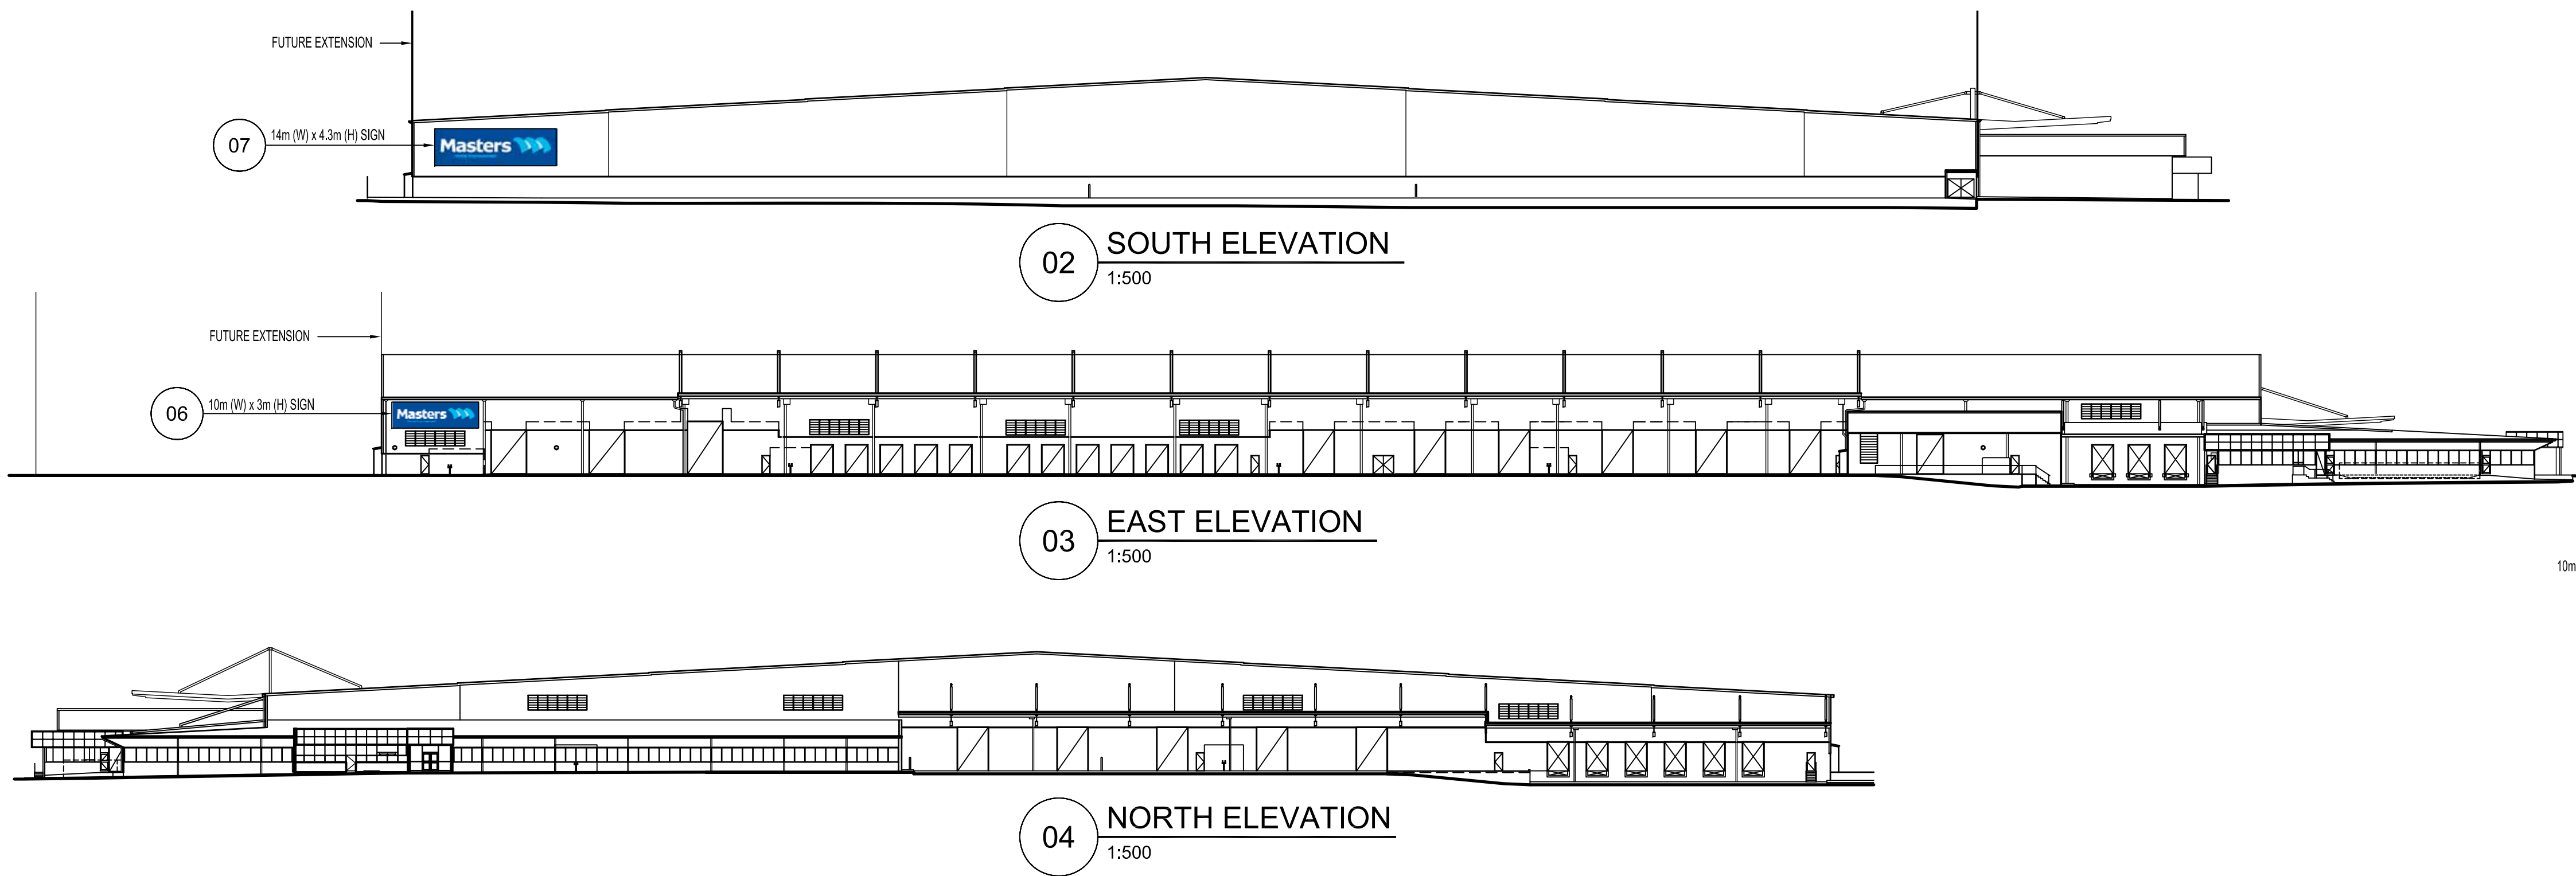 FUTURE EXTENSION
07
14m (W) x 4.3m (H) SIGN
Masters
02
SOUTH ELEVATION
1:500
FUTURE EXTENSION
06
10m (W) x 3m (H) SIGN
Masters
03
EAST ELEVATION
1:500
10m
04
NORTH ELEVATION
1:500